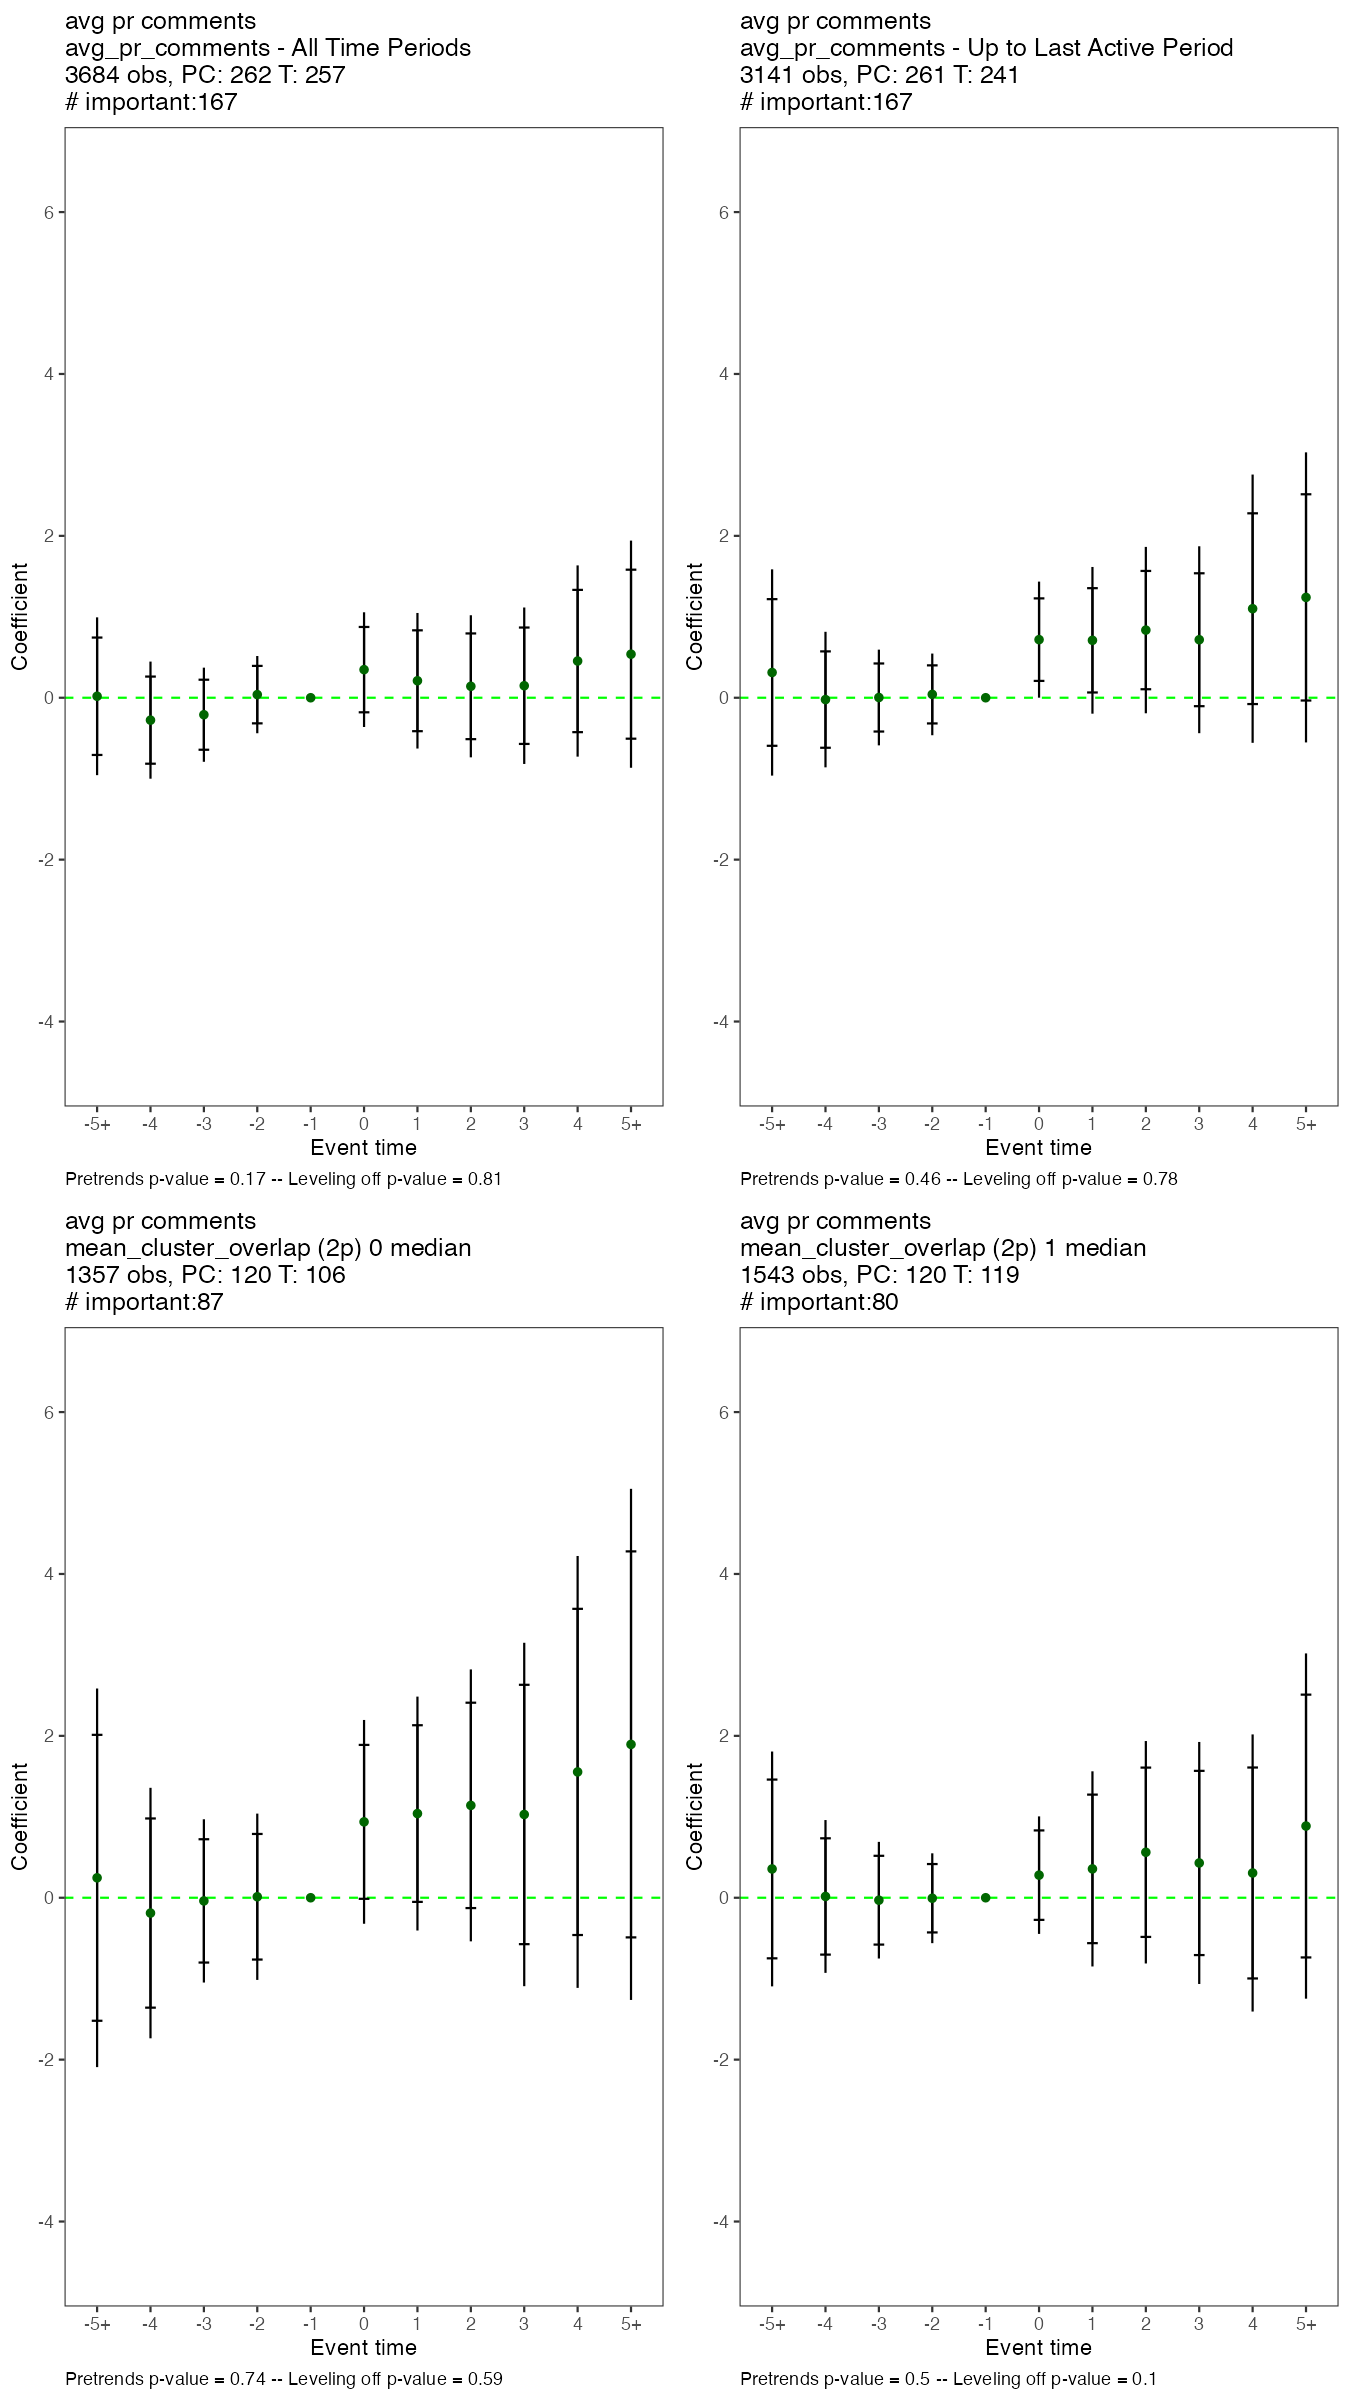 avg pr comments
avg_pr_comments - All Time Periods
3684 obs, PC: 262 T: 257
# important:167
6
4
2
0
-2
-4
Coefficient
-5+ -4 -3 -2 -1 0 1 2 3 4 5+
Event time
Pretrends p-value = 0.17 -- Leveling off p-value = 0.81
avg pr comments
avg_pr_comments - Up to Last Active Period
3141 obs, PC: 261 T: 241
# important:167
6
4
2
0
-2
-4
Coefficient
-5+ -4 -3 -2 -1 0 1 2 3 4 5+
Event time
Pretrends p-value = 0.46 -- Leveling off p-value = 0.78
avg pr comments
mean_cluster_overlap (2p) 0 median
1357 obs, PC: 120 T: 106
# important:87
6
4
2
0
-2
-4
Coefficient
-5+ -4 -3 -2 -1 0 1 2 3 4 5+
Event time
Pretrends p-value = 0.74 -- Leveling off p-value = 0.59
avg pr comments
mean_cluster_overlap (2p) 1 median
1543 obs, PC: 120 T: 119
# important:80
6
4
2
0
-2
-4
Coefficient
-5+ -4 -3 -2 -1 0 1 2 3 4 5+
Event time
Pretrends p-value = 0.5 -- Leveling off p-value = 0.1